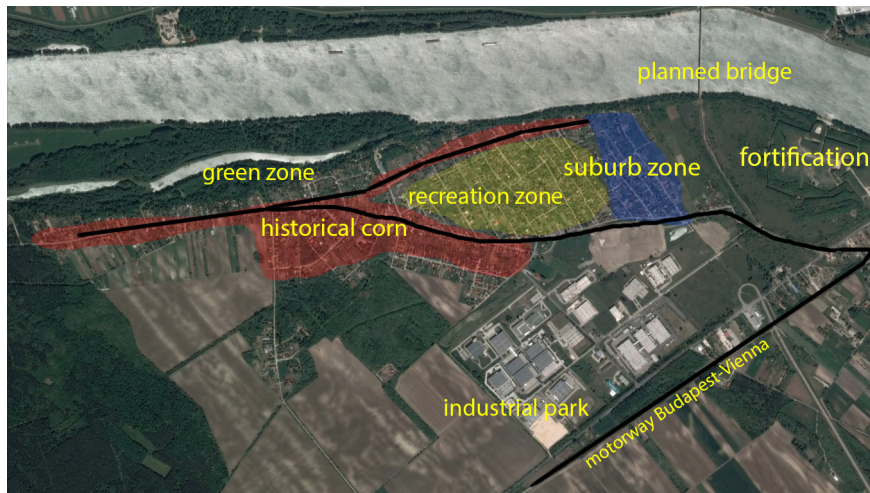 planned bridge
fortification
suburb zone
green zone
recreation zone
historical corn
industrial park
motorway Budapest-Vienna